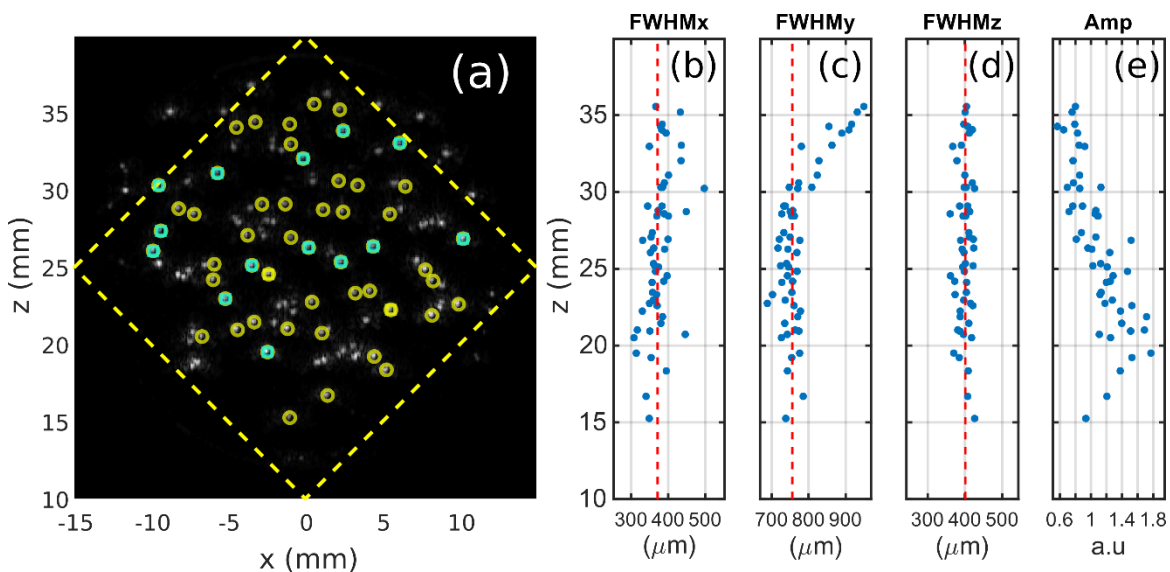 FWHMx FWHMy FWHMz Amp
(a) (b) (c) (d) (e)
z (mm)
35
30
25
20
15
10
-15 -10 -5 0 5 10
x (mm)
z (mm)
35
30
25
20
15
10
300 400 500
(μm)
700 800 900
(μm)
300 400 500
(μm)
0.6 1 1.4 1.8
a.u